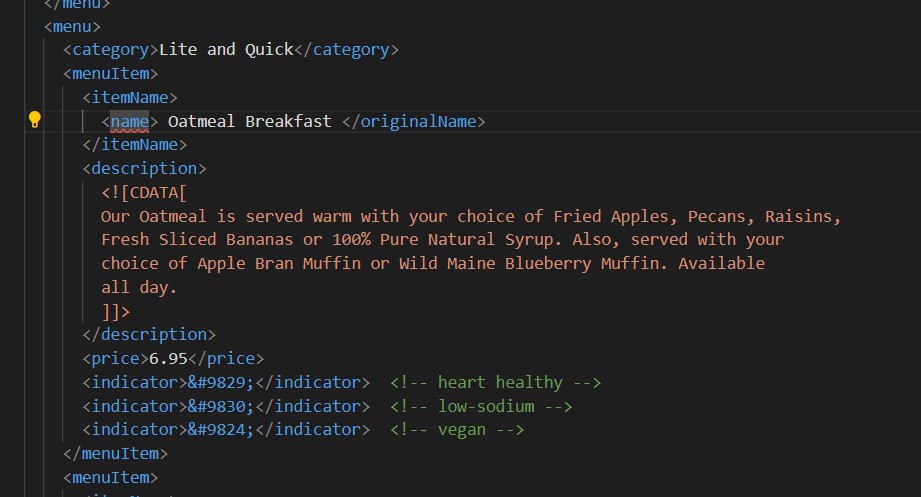 </menu>
<menu>
<category>Lite and Quick</category>
<menuItem>
<itemName>
<name> Oatmeal Breakfast </originalName>
</itemName>
<description>
<![CDATA[
Our Oatmeal is served warm with your choice of Fried Apples, Pecans, Raisins,
Fresh Sliced Bananas or 100% Pure Natural Syrup. Also, served with your
choice of Apple Bran Muffin or Wild Maine Blueberry Muffin. Available
all day.
]]>
</description>
<price>6.95</price>
<indicator>&#9829;</indicator> <!-- heart healthy -->
<indicator>&#9830;</indicator> <!-- low-sodium -->
<indicator>&#9824;</indicator> <!-- vegan -->
</menuItem>
<menuItem>